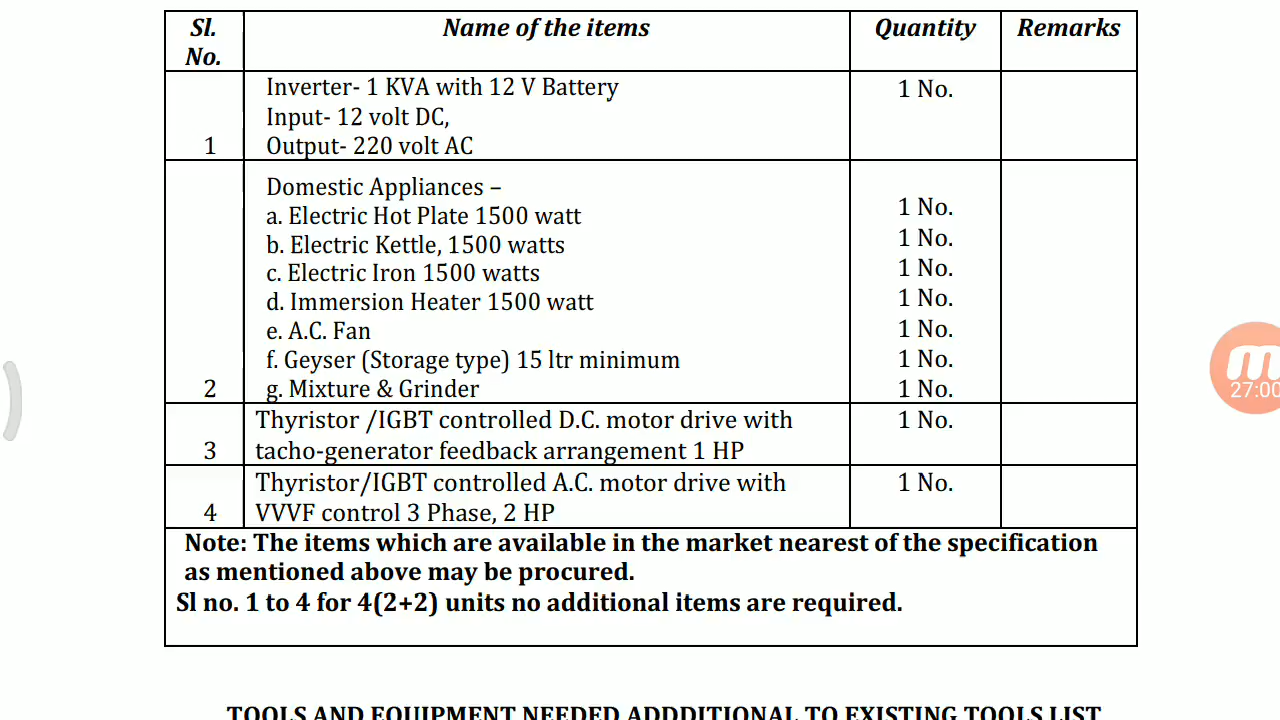 Sl. No. Name of the items Quantity Remarks
1 Inverter- 1 KVA with 12 V Battery 1 No.
Input- 12 volt DC,
Output- 220 volt AC
2 Domestic Appliances –
a. Electric Hot Plate 1500 watt 1 No.
b. Electric Kettle, 1500 watts 1 No.
c. Electric Iron 1500 watts 1 No.
d. Immersion Heater 1500 watt 1 No.
e. A.C. Fan 1 No.
f. Geyser (Storage type) 15 ltr minimum 1 No.
g. Mixture & Grinder 1 No.
3 Thyristor /IGBT controlled D.C. motor drive with 1 No.
tacho-generator feedback arrangement 1 HP
4 Thyristor/IGBT controlled A.C. motor drive with 1 No.
VVVF control 3 Phase, 2 HP
Note: The items which are available in the market nearest of the specification
as mentioned above may be procured.
Sl no. 1 to 4 for 4(2+2) units no additional items are required.
TOOLS AND EQUIPMENT NEEDED ADDDITIONAL TO EXISTING TOOLS LIST
27:00